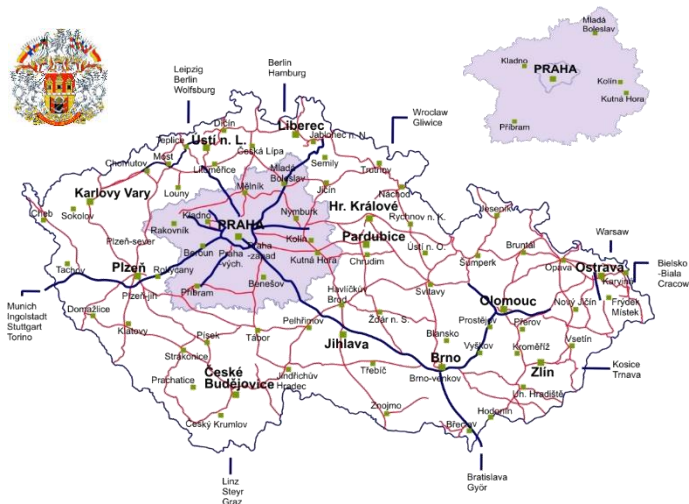 Leipzig
Berlin
Wolfsburg
Berlin
Hamburg
Wroclaw
Gliwice
Mladá
Boleslav
Kladno
PRAHA
Kolín
Kutná Hora
Příbram
Děčín
Liberec
Teplice
Ústí n. L.
Jablonec n. N.
Most
Česká Lípa
Semily
Chomutov
Litoměřice
Mladá
Boleslav
Trutnov
Karlovy Vary
Louny
Mělník
Jičín
Náchod
Cheb
Sokolov
Kladno
Nymburk
Hr. Králové
Rychnov n. K.
Jeseník
Rakovník
PRAHA
Pardubice
Warsaw
Plzeň-sever
Beroun
Praha
-vých.
Praha
-západ
Kolín
Kutná Hora
Chrudim
Ústí n. O.
Šumperk
Bruntál
Opava
Ostrava
Bielsko
-Biala
Cracow
Karviná
Tachov
Plzeň
Rokycany
Příbram
Benešov
Havlíčkův
Brod
Svitavy
Olomouc
Nový Jičín
Frýdek
Místek
Munich
Ingolstadt
Stuttgart
Torino
Plzeň-jih
Domažlice
Klatovy
Písek
Tábor
Pelhřimov
Žďár n. S.
Prostějov
Přerov
Jihlava
Blansko
Vyškov
Kroměříž
Vsetín
Strakonice
Prachatice
České
Budějovice
Jindřichův
Hradec
Třebíč
Brno
Brno-venkov
Zlín
Kosice
Trnava
Uh. Hradiště
Český Krumlov
Znojmo
Hodonín
Břeclav
Linz
Steyr
Graz
Bratislava
Györ